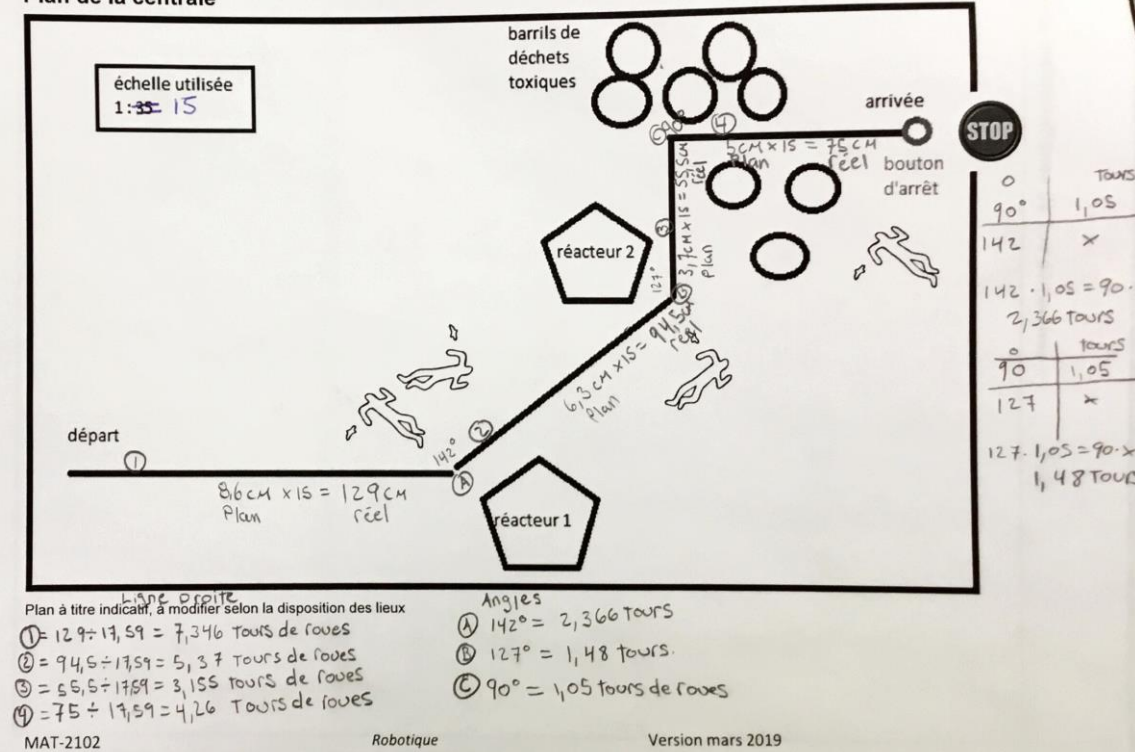 Plan de la centrale
échelle utilisée
1:35 15
barrils de
déchets
toxiques
arrivée
STOP
bouton
d'arrêt
C 90°
4
5cm x 15 = 75cm
Plan réel
3
3,7cm x 15 = 55,5cm
plan réel
réacteur 2
127°
6,3cm x 15 = 94,5cm
Plan réel
départ
1
142°
2
A
8,6cm x 15 = 129cm
Plan réel
réacteur 1
° Tours
90° 1,05
142 x
142 · 1,05 = 90 ·
2,366 Tours
° tours
90 1,05
127 x
127 · 1,05 = 90 · x
1,48 Tour
Ligne Droite
Plan à titre indicatif, à modifier selon la disposition des lieux
① = 129 ÷ 17,59 = 7,346 Tours de roues
② = 94,5 ÷ 17,59 = 5,37 Tours de roues
③ = 55,5 ÷ 17,59 = 3,155 tours de roues
④ = 75 ÷ 17,59 = 4,26 Tours de roues
Angles
Ⓐ 142° = 2,366 Tours
Ⓑ 127° = 1,48 tours.
Ⓒ 90° = 1,05 tours de roues
MAT-2102 Robotique Version mars 2019